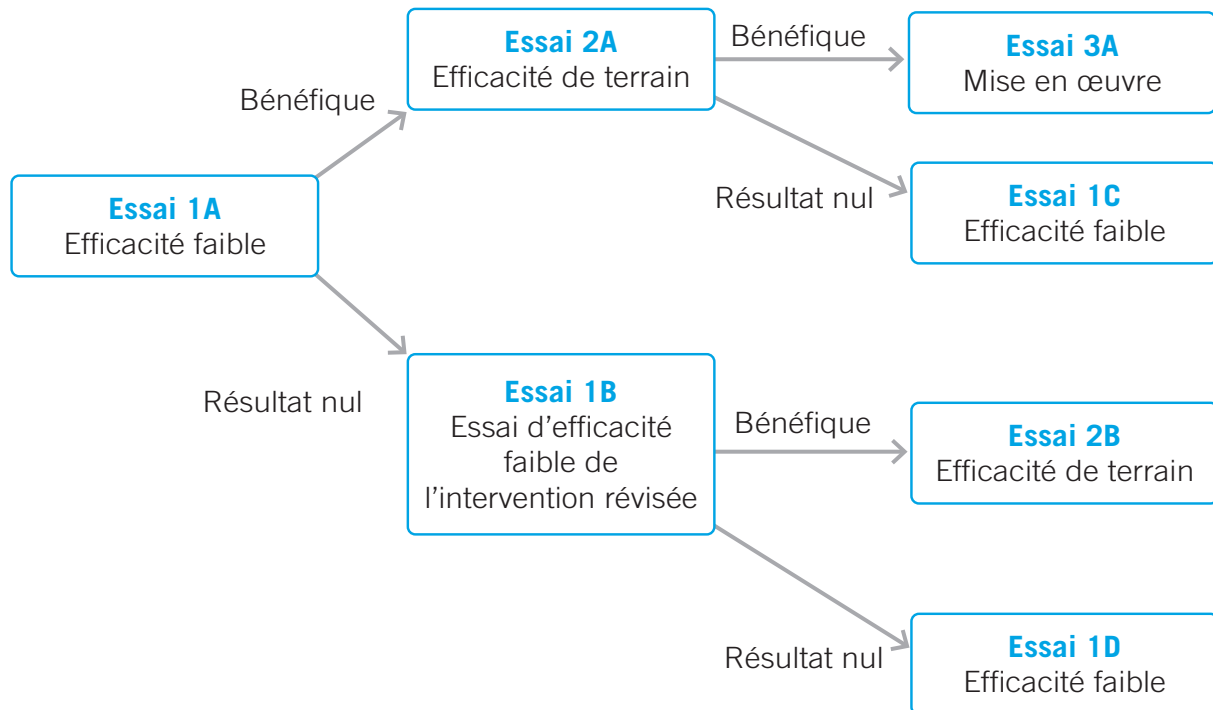 Essai 2A
Efficacité de terrain
Bénéfique
Essai 3A
Mise en œuvre
Bénéfique
Essai 1A
Efficacité faible
Résultat nul
Essai 1C
Efficacité faible
Résultat nul
Essai 1B
Essai d’efficacité
faible de
l’intervention révisée
Bénéfique
Essai 2B
Efficacité de terrain
Résultat nul
Essai 1D
Efficacité faible